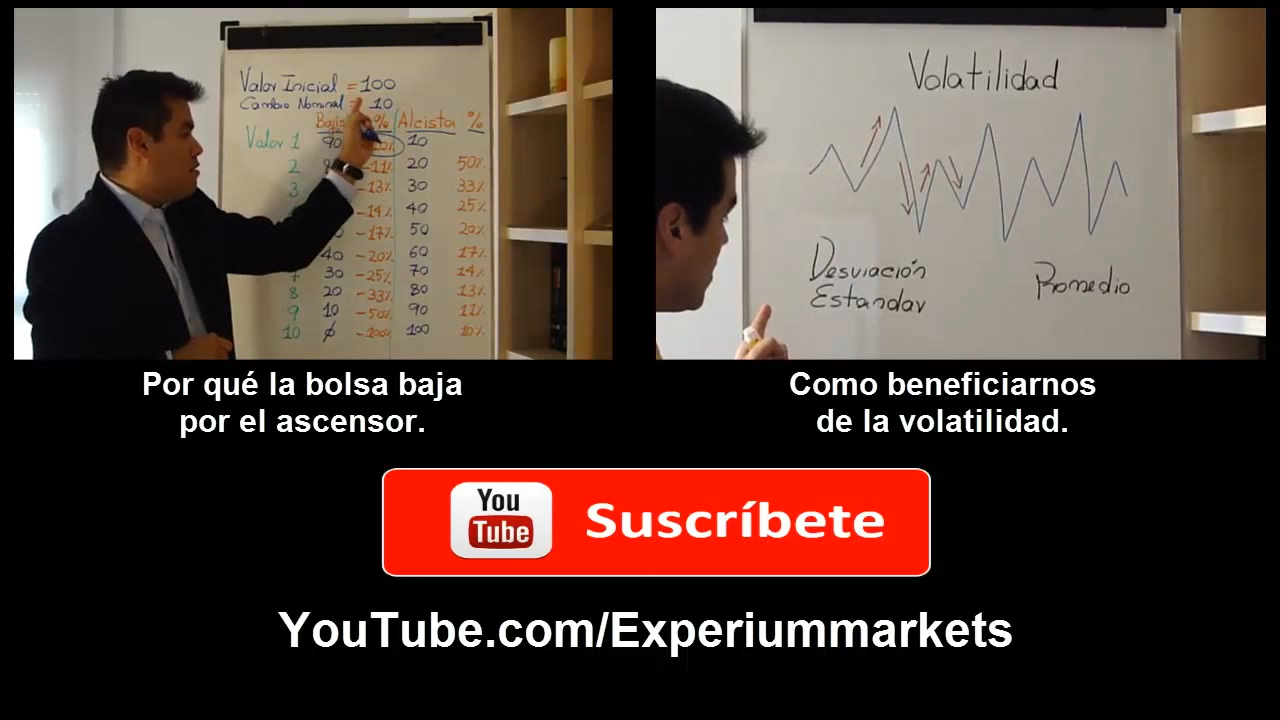 Valor Inicial = 100
Cambio Nominal = 10
% Alcista %
Valor 1 90 10
2 -11% 20 50%
3 -13% 30 33%
-14% 40 25%
-17% 50 20%
40 -20% 60 17%
30 -25% 70 14%
8 20 -33% 80 13%
9 10 -50% 90 11%
10 0 -100% 100 10%
Volatilidad
Desviación
Estandar
Promedio
Por qué la bolsa baja
por el ascensor.
Como beneficiarnos
de la volatilidad.
You
Tube
Suscríbete
YouTube.com/Experiummarkets